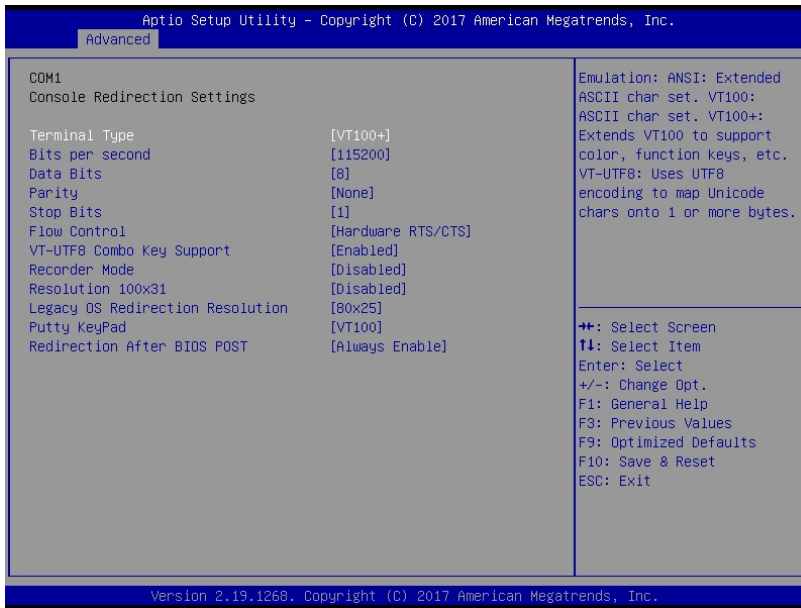 Aptio Setup Utility – Copyright (C) 2017 American Megatrends, Inc.
Advanced
COM1
Console Redirection Settings
Terminal Type [VT100+]
Bits per second [115200]
Data Bits [8]
Parity [None]
Stop Bits [1]
Flow Control [Hardware RTS/CTS]
VT-UTF8 Combo Key Support [Enabled]
Recorder Mode [Disabled]
Resolution 100x31 [Disabled]
Legacy OS Redirection Resolution [80x25]
Putty KeyPad [VT100]
Redirection After BIOS POST [Always Enable]
Emulation: ANSI: Extended
ASCII char set. VT100:
ASCII char set. VT100+:
Extends VT100 to support
color, function keys, etc.
VT-UTF8: Uses UTF8
encoding to map Unicode
chars onto 1 or more bytes.
→←: Select Screen
↑↓: Select Item
Enter: Select
+/-: Change Opt.
F1: General Help
F3: Previous Values
F9: Optimized Defaults
F10: Save & Reset
ESC: Exit
Version 2.19.1268. Copyright (C) 2017 American Megatrends, Inc.